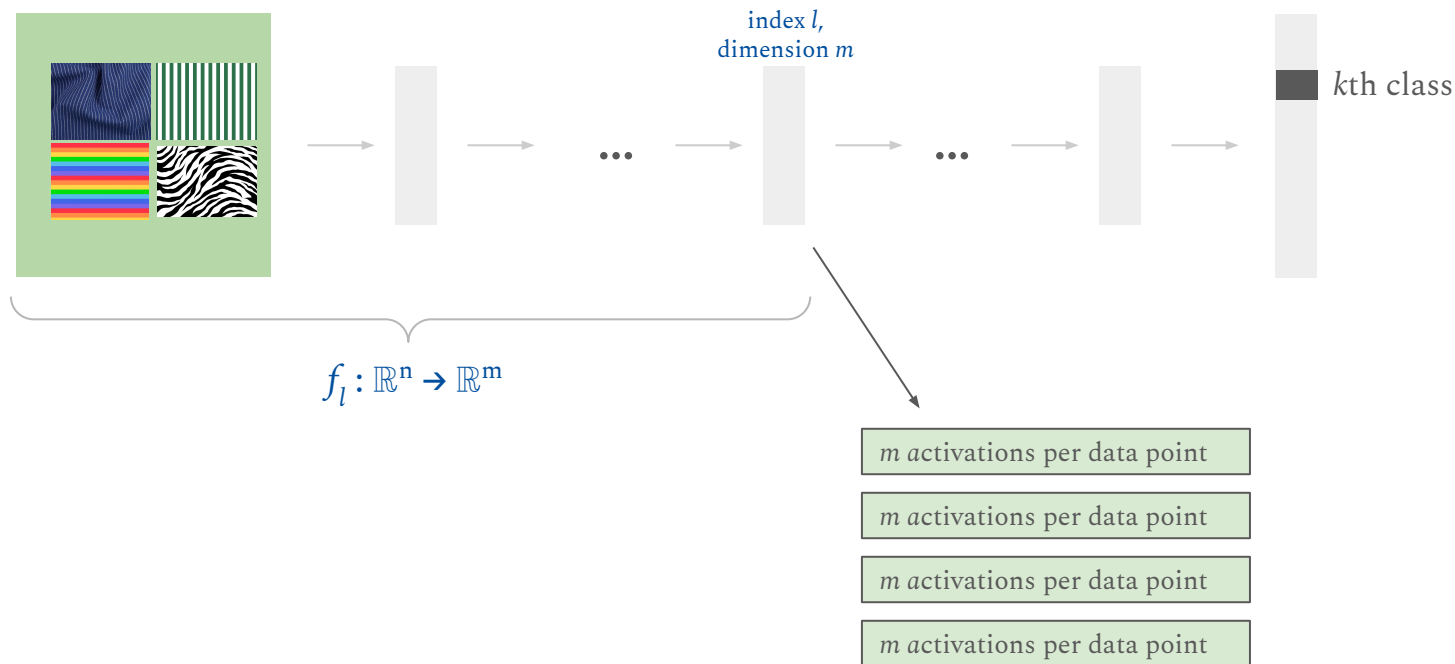 index l,
dimension m
kth class
...
...
fₗ : ℝⁿ → ℝᵐ
m activations per data point
m activations per data point
m activations per data point
m activations per data point